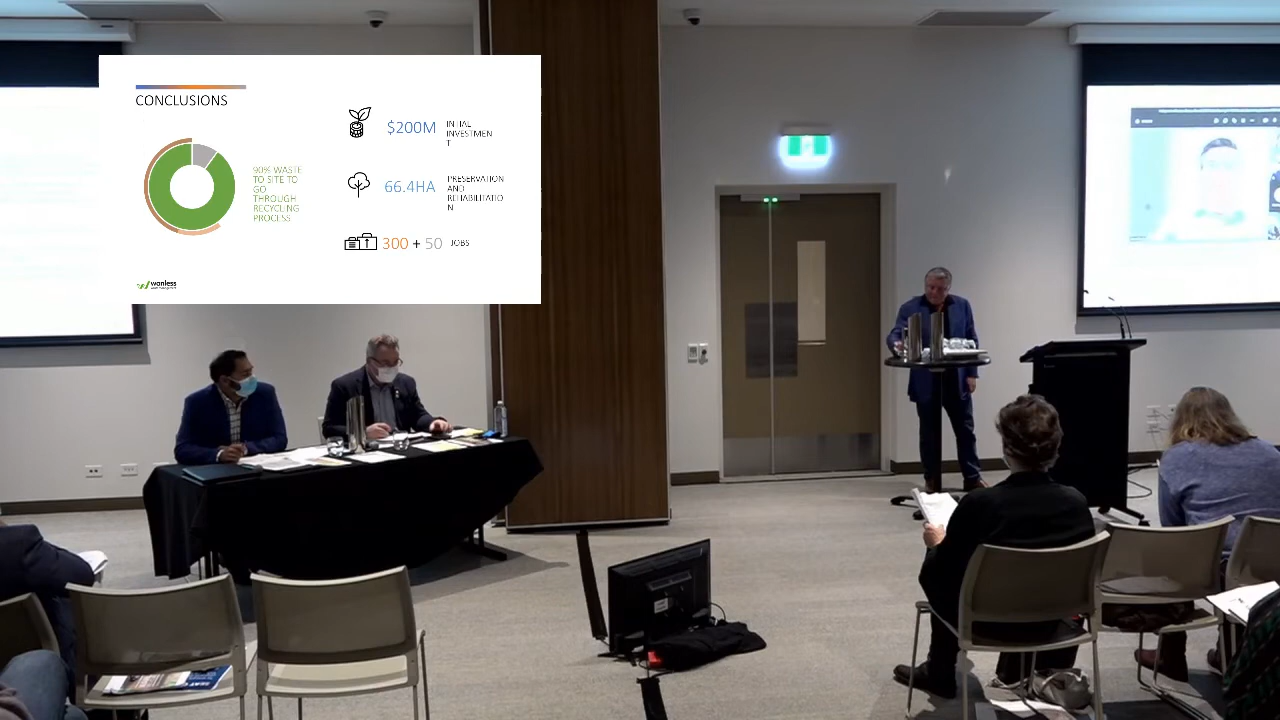 CONCLUSIONS
90% WASTE
TO SITE TO
GO
THROUGH
RECYCLING
PROCESS
$200M
INITIAL
INVESTMEN
T
66.4HA
PRESERVATION
AND
REHABILITATIO
N
300 + 50 JOBS
wanless